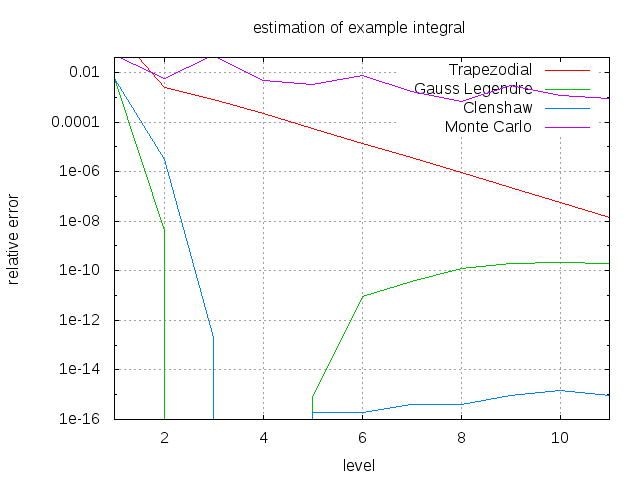 estimation of example integral
Trapezodial
Gauss Legendre
Clenshaw
Monte Carlo
0.01
0.0001
1e-06
1e-08
1e-10
1e-12
1e-14
1e-16
relative error
2 4 6 8 10
level